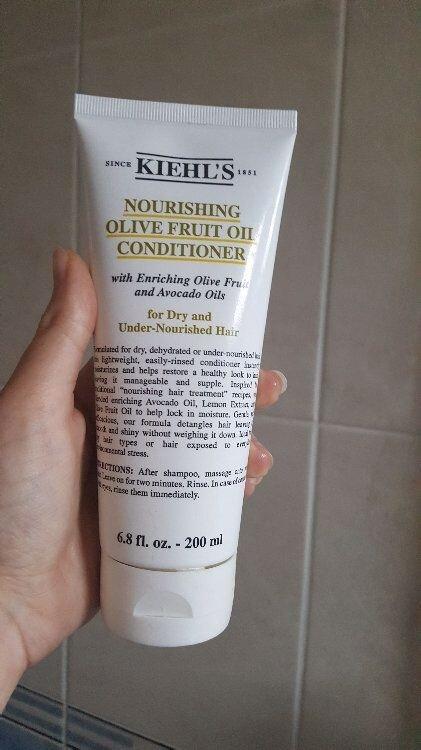 SINCE KIEHL'S 1851
NOURISHING
OLIVE FRUIT OIL
CONDITIONER
with Enriching Olive Fruit
and Avocado Oils
for Dry and
Under-Nourished Hair
for dry, dehydrated or under-nourished
lightweight, easily-rinsed conditioner
and helps restore a healthy look to
it manageable and supple. Inspired
"nourishing hair treatment" recipes,
enriching Avocado Oil, Lemon Extract,
Fruit Oil to help lock in moisture.
our formula detangles hair
and shiny without weighing it down.
hair types or hair exposed to
stress.
After shampoo, massage
Leave on for two minutes. Rinse. In case of
eyes, rinse them immediately.
6.8 fl. oz. - 200 ml